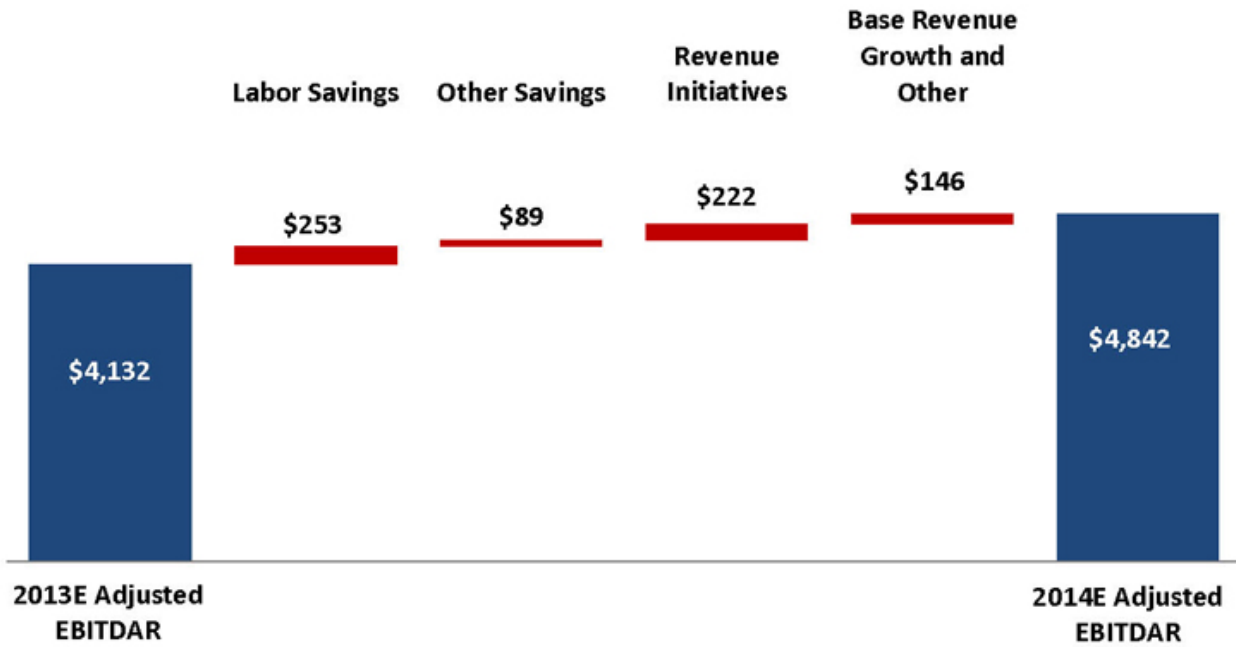 Labor Savings
Other Savings
Revenue
Initiatives
Base Revenue
Growth and
Other
$253
$89
$222
$146
$4,132
$4,842
2013E Adjusted
EBITDAR
2014E Adjusted
EBITDAR